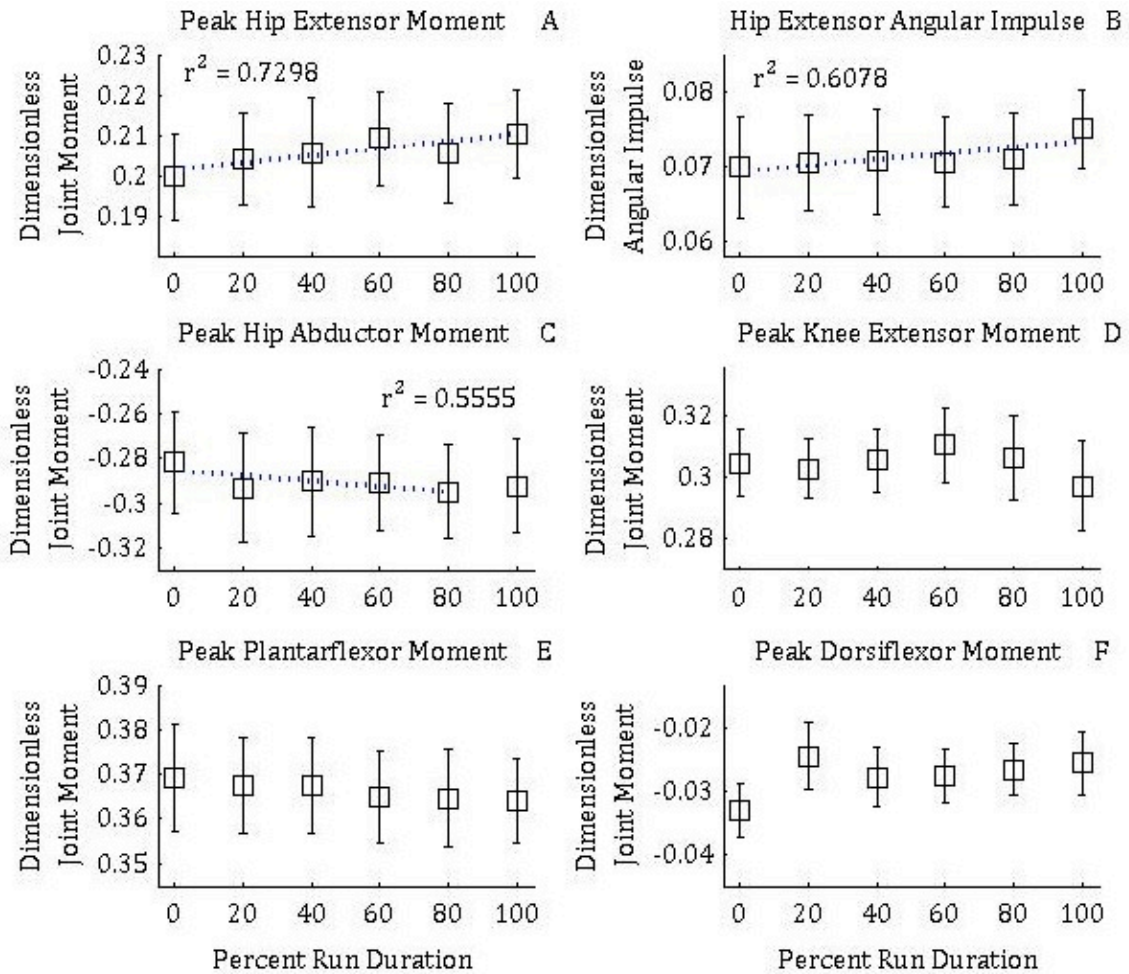 Peak Hip Extensor Moment A
Dimensionless
Joint Moment
0.23
0.22
0.21
0.2
0.19
r² = 0.7298
0 20 40 60 80 100
Hip Extensor Angular Impulse B
Dimensionless
Angular Impulse
0.08
0.07
0.06
r² = 0.6078
0 20 40 60 80 100
Peak Hip Abductor Moment C
Dimensionless
Joint Moment
-0.24
-0.26
-0.28
-0.3
-0.32
r² = 0.5555
0 20 40 60 80 100
Peak Knee Extensor Moment D
Dimensionless
Joint Moment
0.32
0.3
0.28
0 20 40 60 80 100
Peak Plantarflexor Moment E
Dimensionless
Joint Moment
0.39
0.38
0.37
0.36
0.35
0 20 40 60 80 100
Percent Run Duration
Peak Dorsiflexor Moment F
Dimensionless
Joint Moment
-0.02
-0.03
-0.04
0 20 40 60 80 100
Percent Run Duration